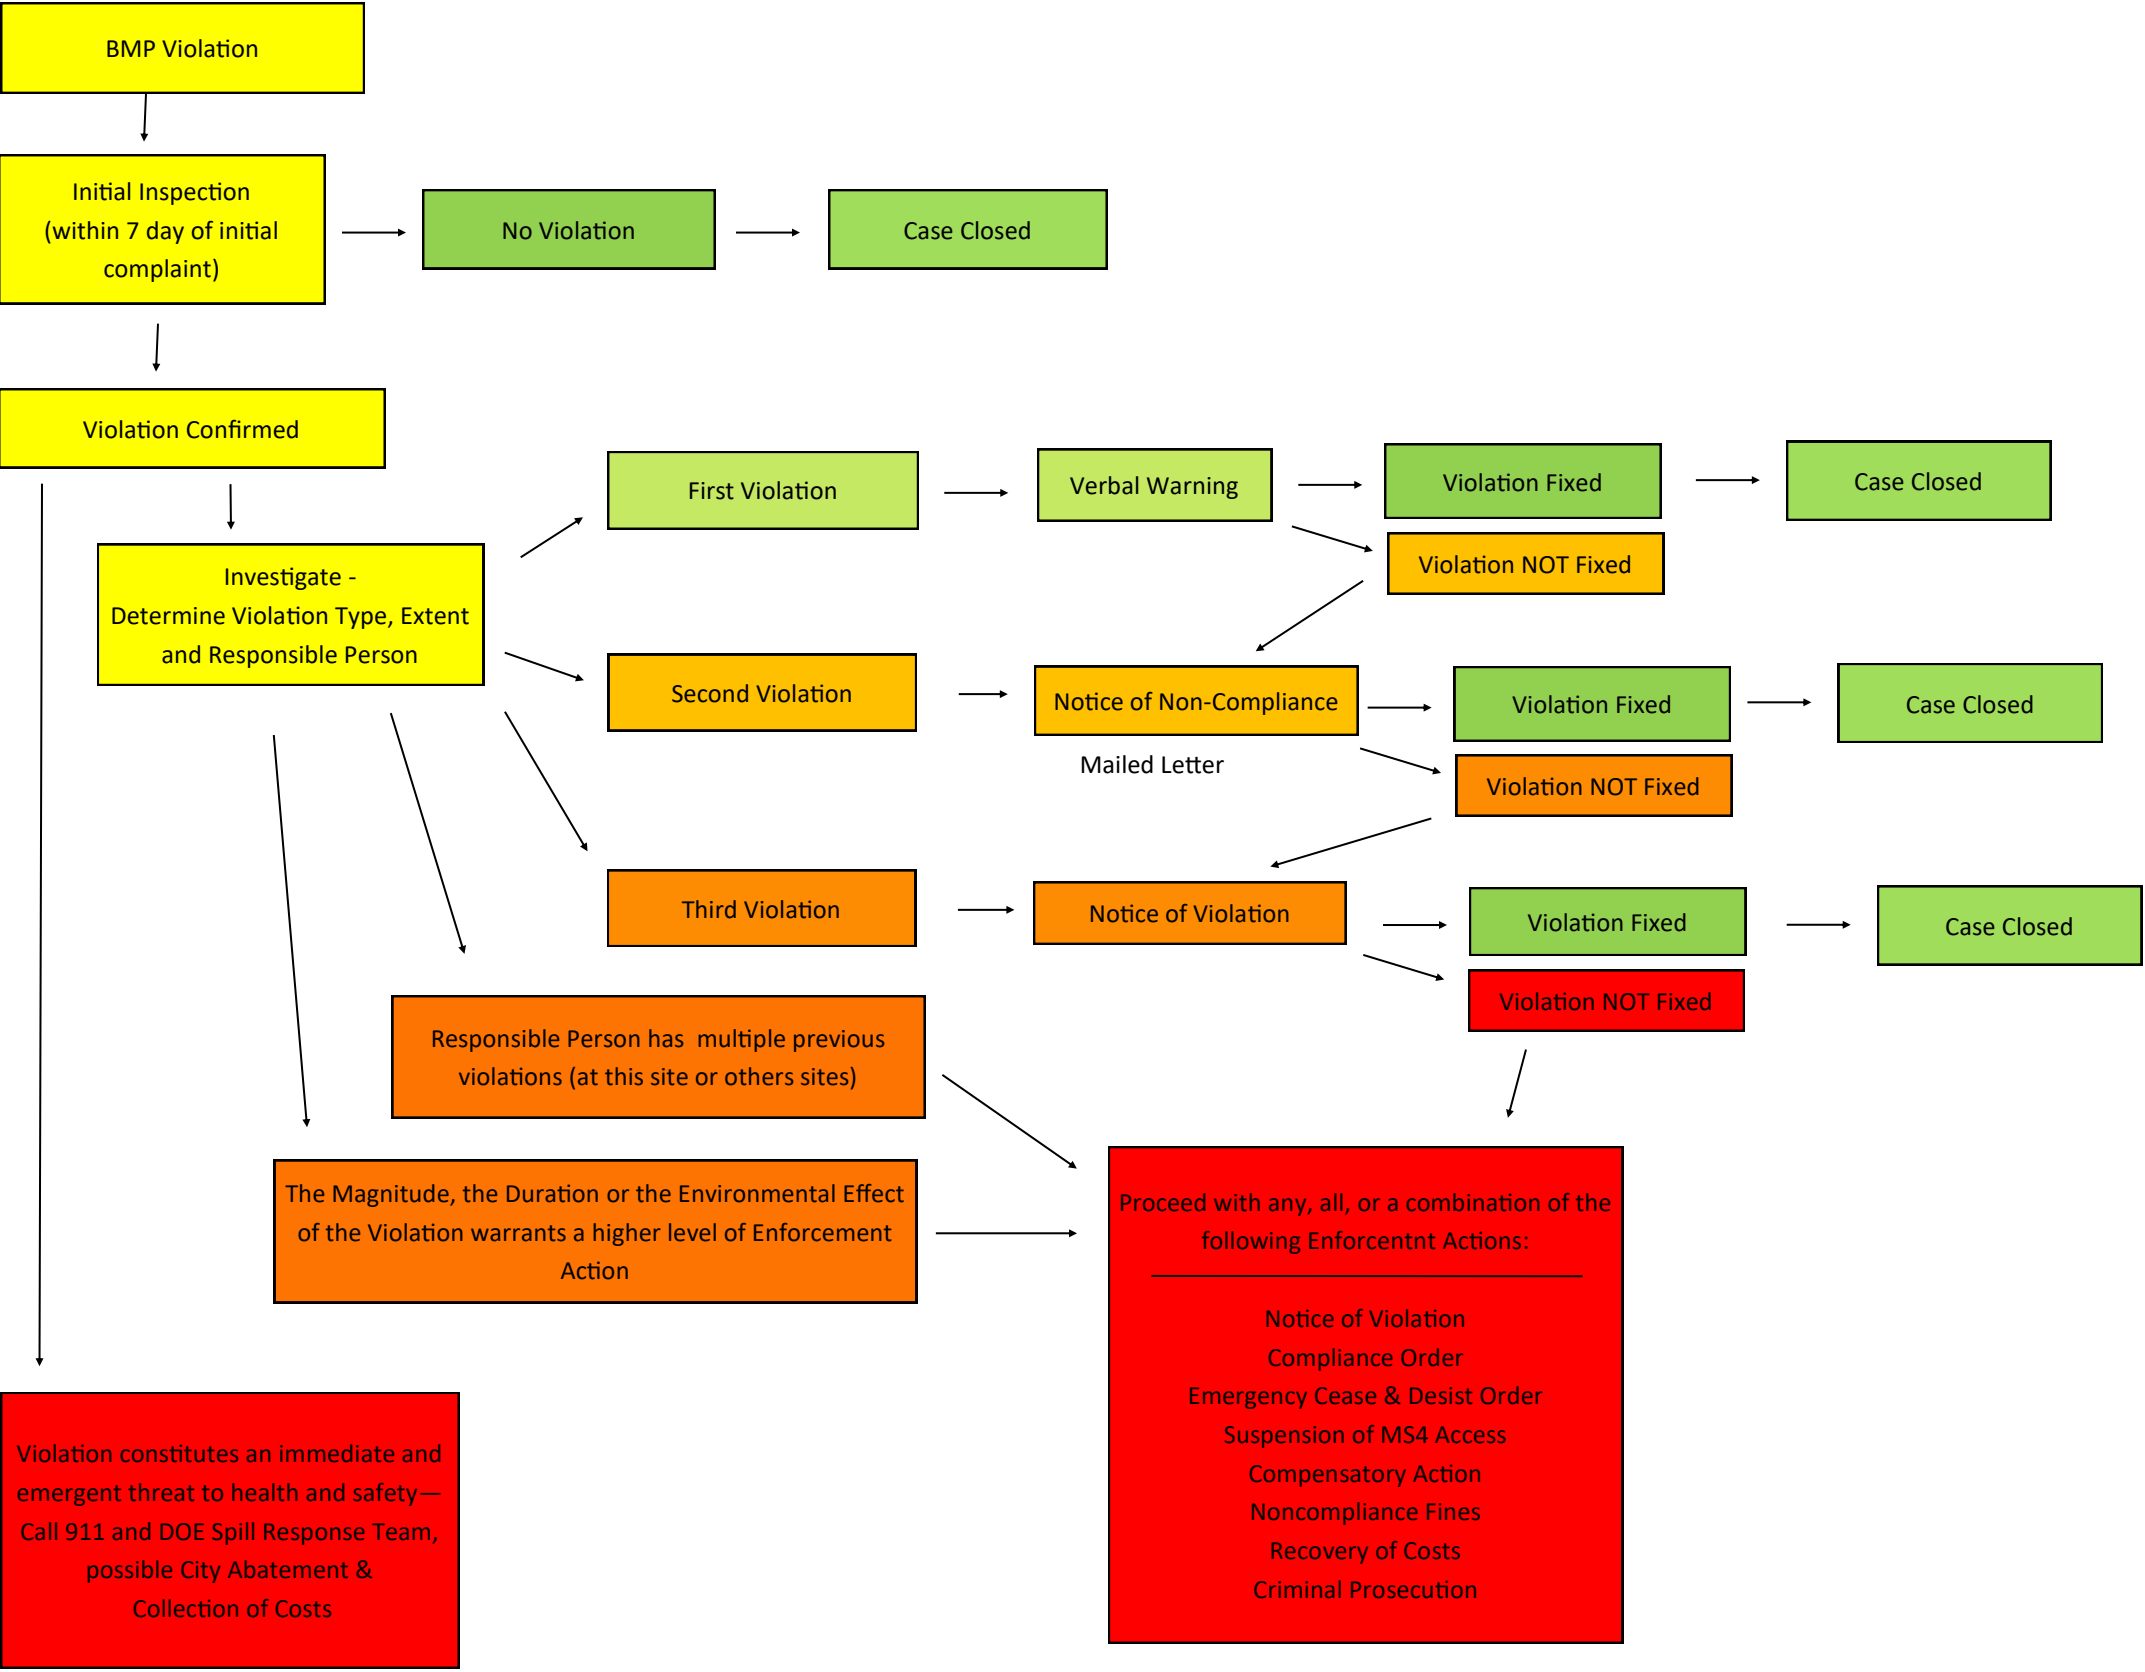 BMP Violation
Initial Inspection
(within 7 day of initial
complaint)
No Violation
Case Closed
Violation Confirmed
First Violation
Verbal Warning
Violation Fixed
Case Closed
Violation NOT Fixed
Investigate -
Determine Violation Type, Extent
and Responsible Person
Second Violation
Notice of Non-Compliance
Mailed Letter
Violation Fixed
Case Closed
Violation NOT Fixed
Third Violation
Notice of Violation
Violation Fixed
Case Closed
Violation NOT Fixed
Responsible Person has  multiple previous
violations (at this site or others sites)
The Magnitude, the Duration or the Environmental Effect
of the Violation warrants a higher level of Enforcement
Action
Proceed with any, all, or a combination of the
following Enforcentnt Actions:
Notice of Violation
Compliance Order
Emergency Cease & Desist Order
Suspension of MS4 Access
Compensatory Action
Noncompliance Fines
Recovery of Costs
Criminal Prosecution
Violation constitutes an immediate and
emergent threat to health and safety—
Call 911 and DOE Spill Response Team,
possible City Abatement &
Collection of Costs